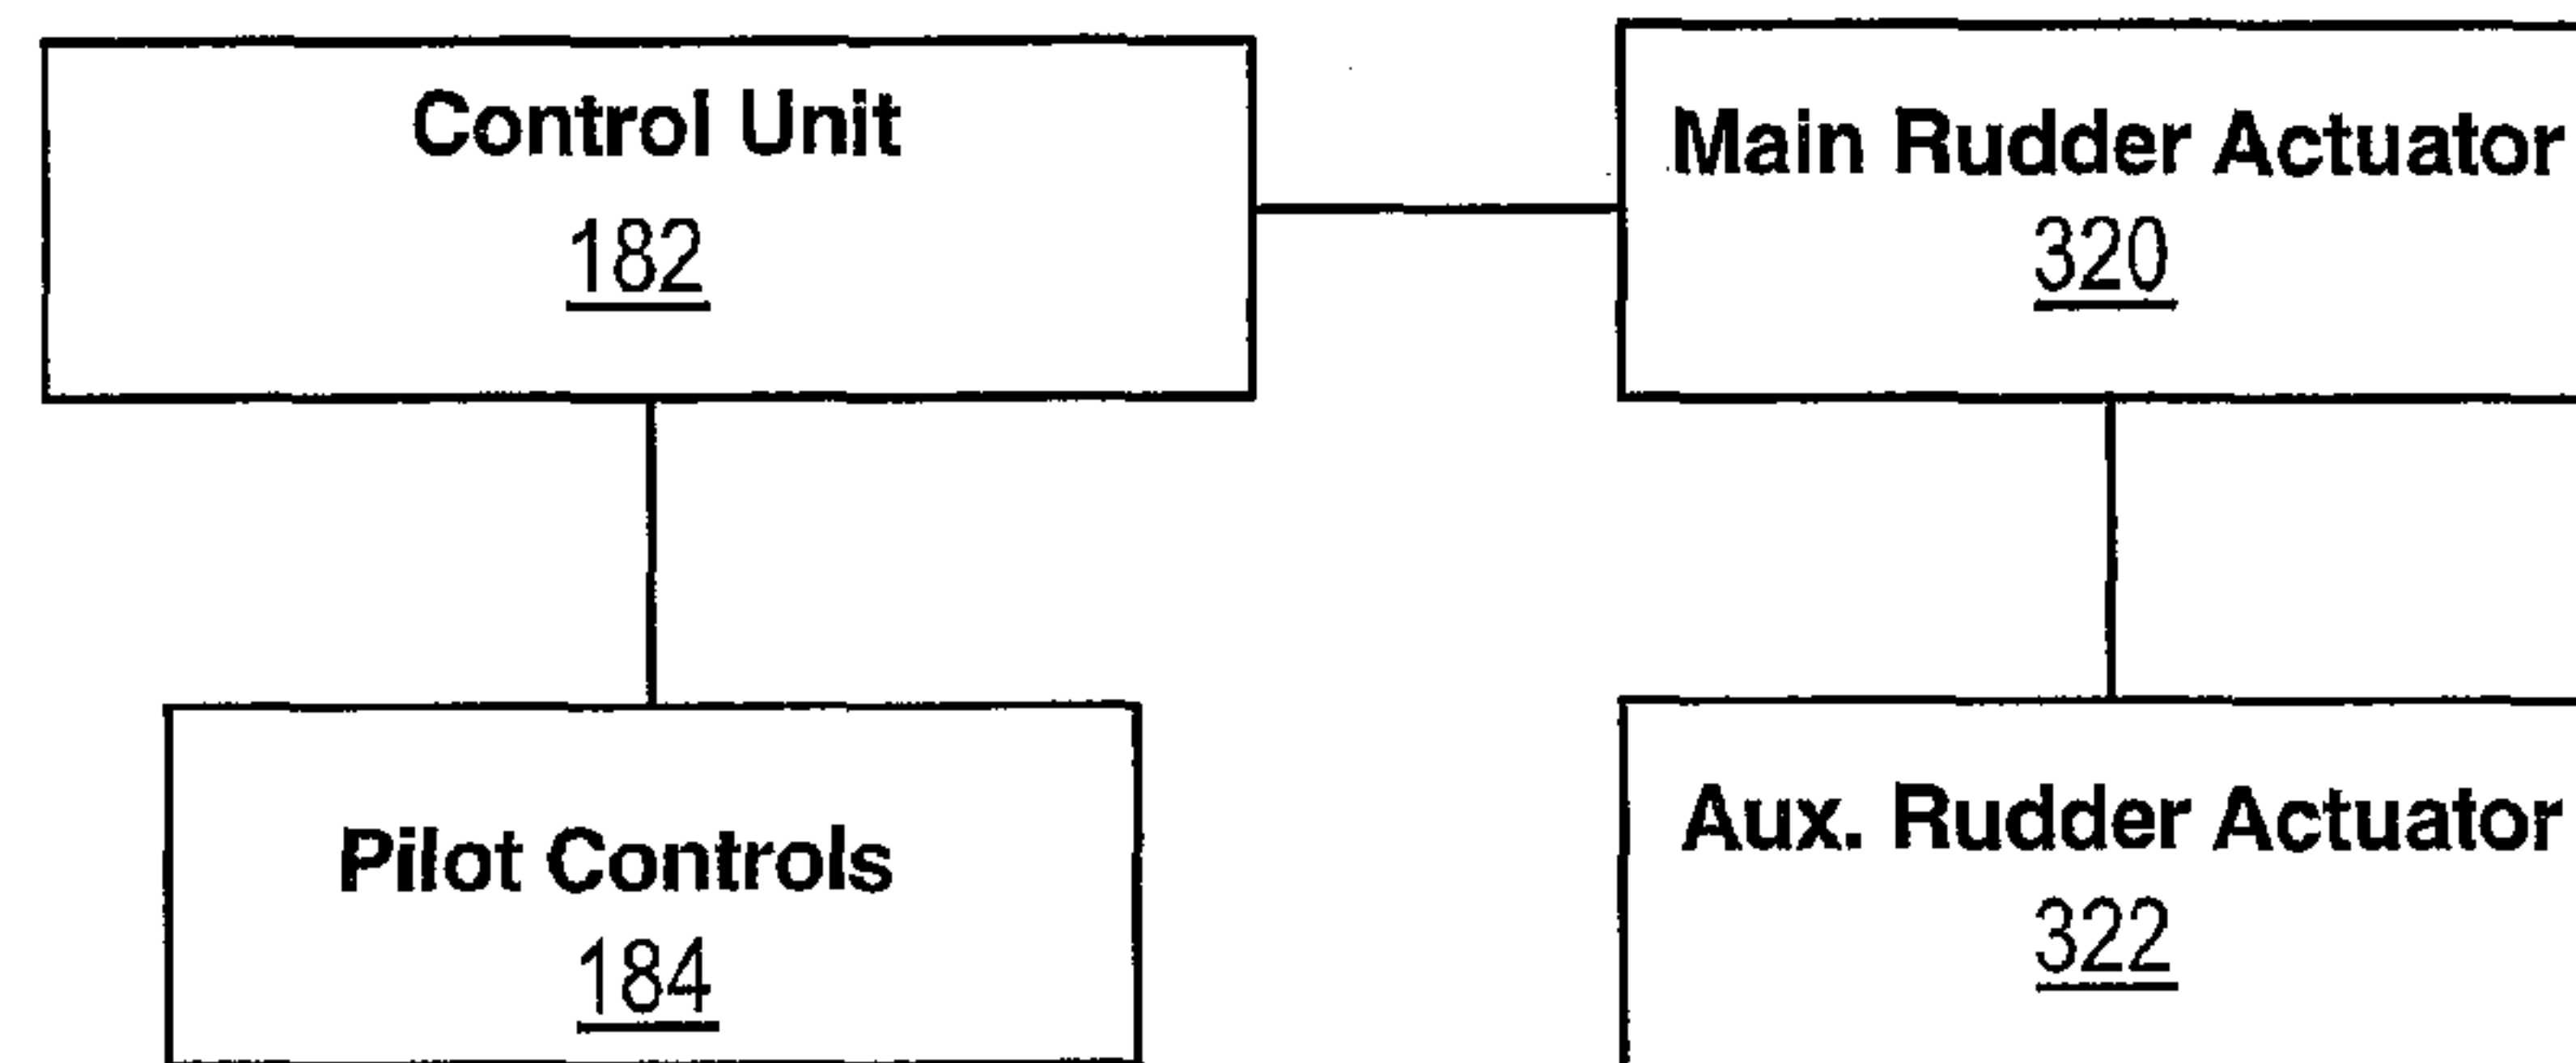 Control Unit
182
Main Rudder Actuator
320
Pilot Controls
184
Aux. Rudder Actuator
322